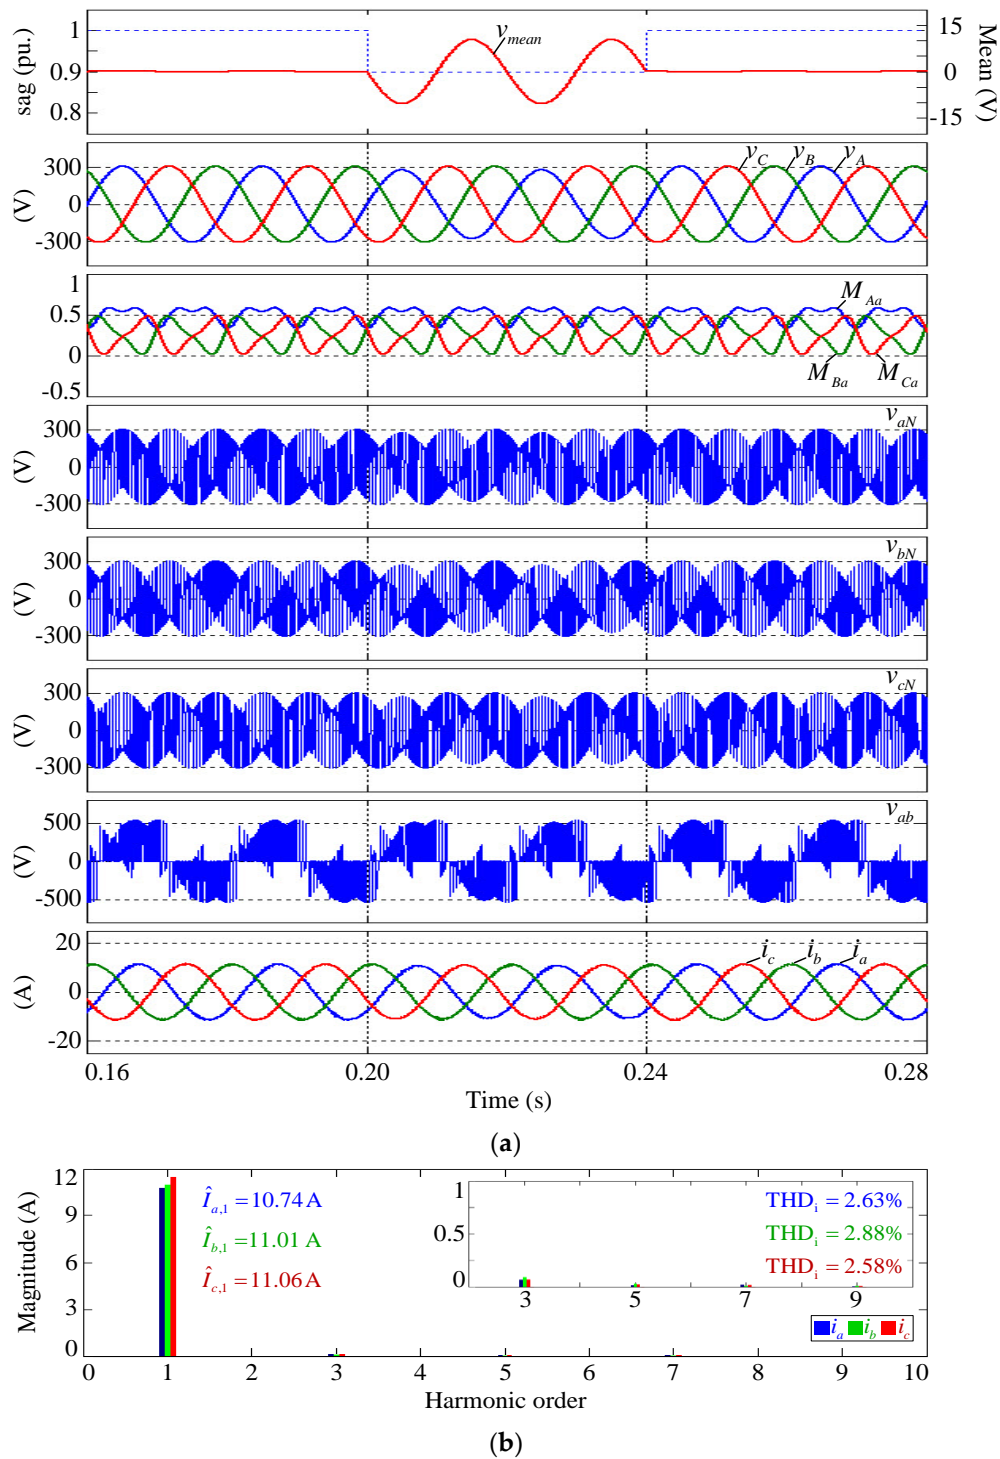 sag (pu.)
1
0.9
0.8
v_mean
15
0
-15
Mean (V)
(V)
300
0
-300
v_C v_B v_A
1
0.5
0
-0.5
M_Aa
M_Ba M_Ca
(V)
300
0
-300
v_aN
(V)
300
0
-300
v_bN
(V)
300
0
-300
v_cN
(V)
500
0
-500
v_ab
(A)
20
0
-20
i_c i_b i_a
0.16 0.20 0.24 0.28
Time (s)
(a)
Magnitude (A)
12
9
6
3
0
Î_a,1 = 10.74 A
Î_b,1 = 11.01 A
Î_c,1 = 11.06 A
1
0.5
0
3 5 7 9
THD_i = 2.63%
THD_i = 2.88%
THD_i = 2.58%
i_a i_b i_c
0 1 2 3 4 5 6 7 8 9 10
Harmonic order
(b)